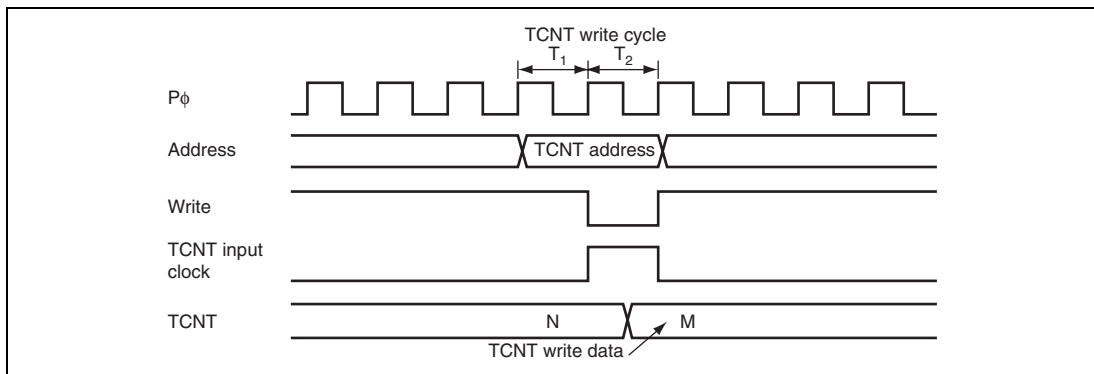 TCNT write cycle
T1 T2
Pϕ
Address TCNT address
Write
TCNT input
clock
TCNT N M
TCNT write data